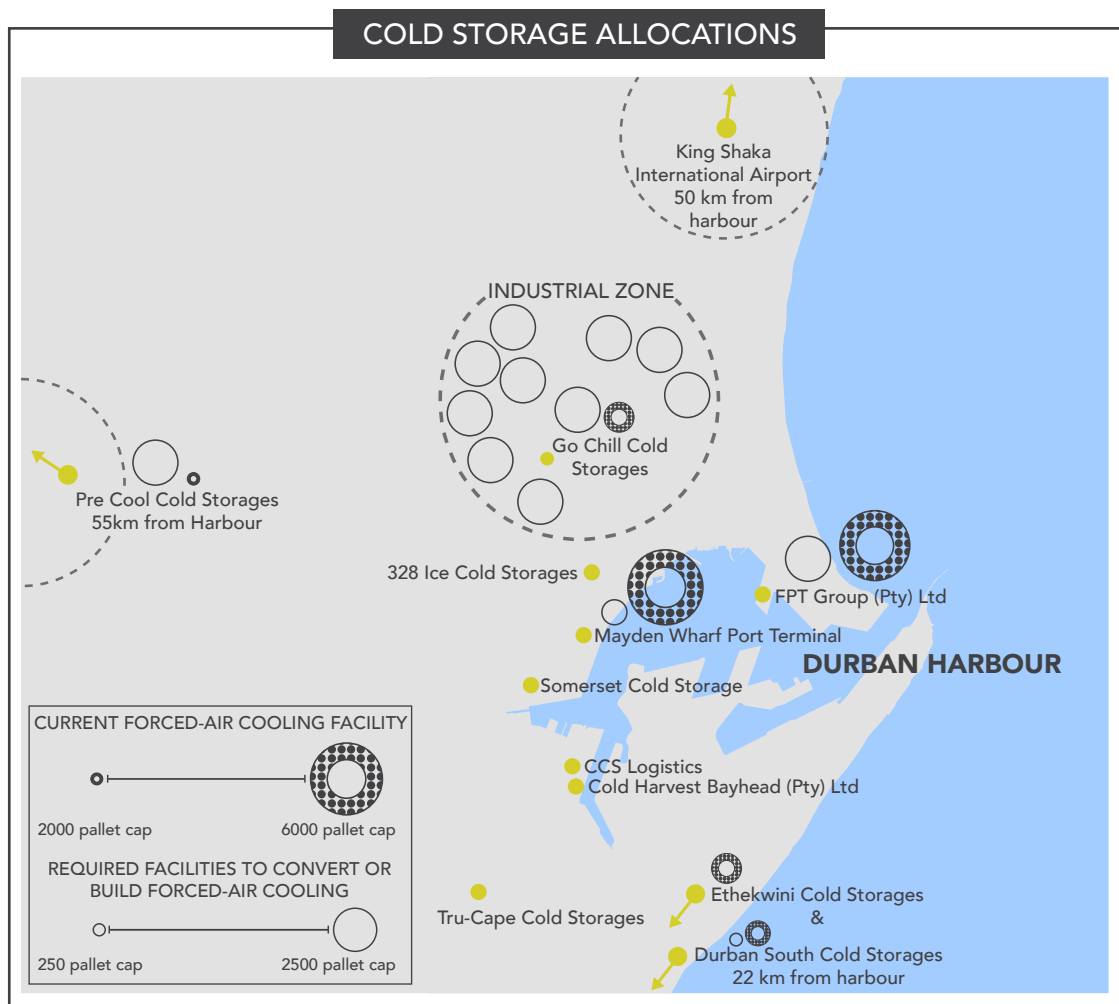 COLD STORAGE ALLOCATIONS
King Shaka
International Airport
50 km from
harbour
INDUSTRIAL ZONE
Go Chill Cold
Storages
Pre Cool Cold Storages
55km from Harbour
328 Ice Cold Storages
FPT Group (Pty) Ltd
Mayden Wharf Port Terminal
DURBAN HARBOUR
Somerset Cold Storage
CCS Logistics
Cold Harvest Bayhead (Pty) Ltd
Tru-Cape Cold Storages
Ethekwini Cold Storages
&
Durban South Cold Storages
22 km from harbour
CURRENT FORCED-AIR COOLING FACILITY
2000 pallet cap
6000 pallet cap
REQUIRED FACILITIES TO CONVERT OR
BUILD FORCED-AIR COOLING
250 pallet cap
2500 pallet cap